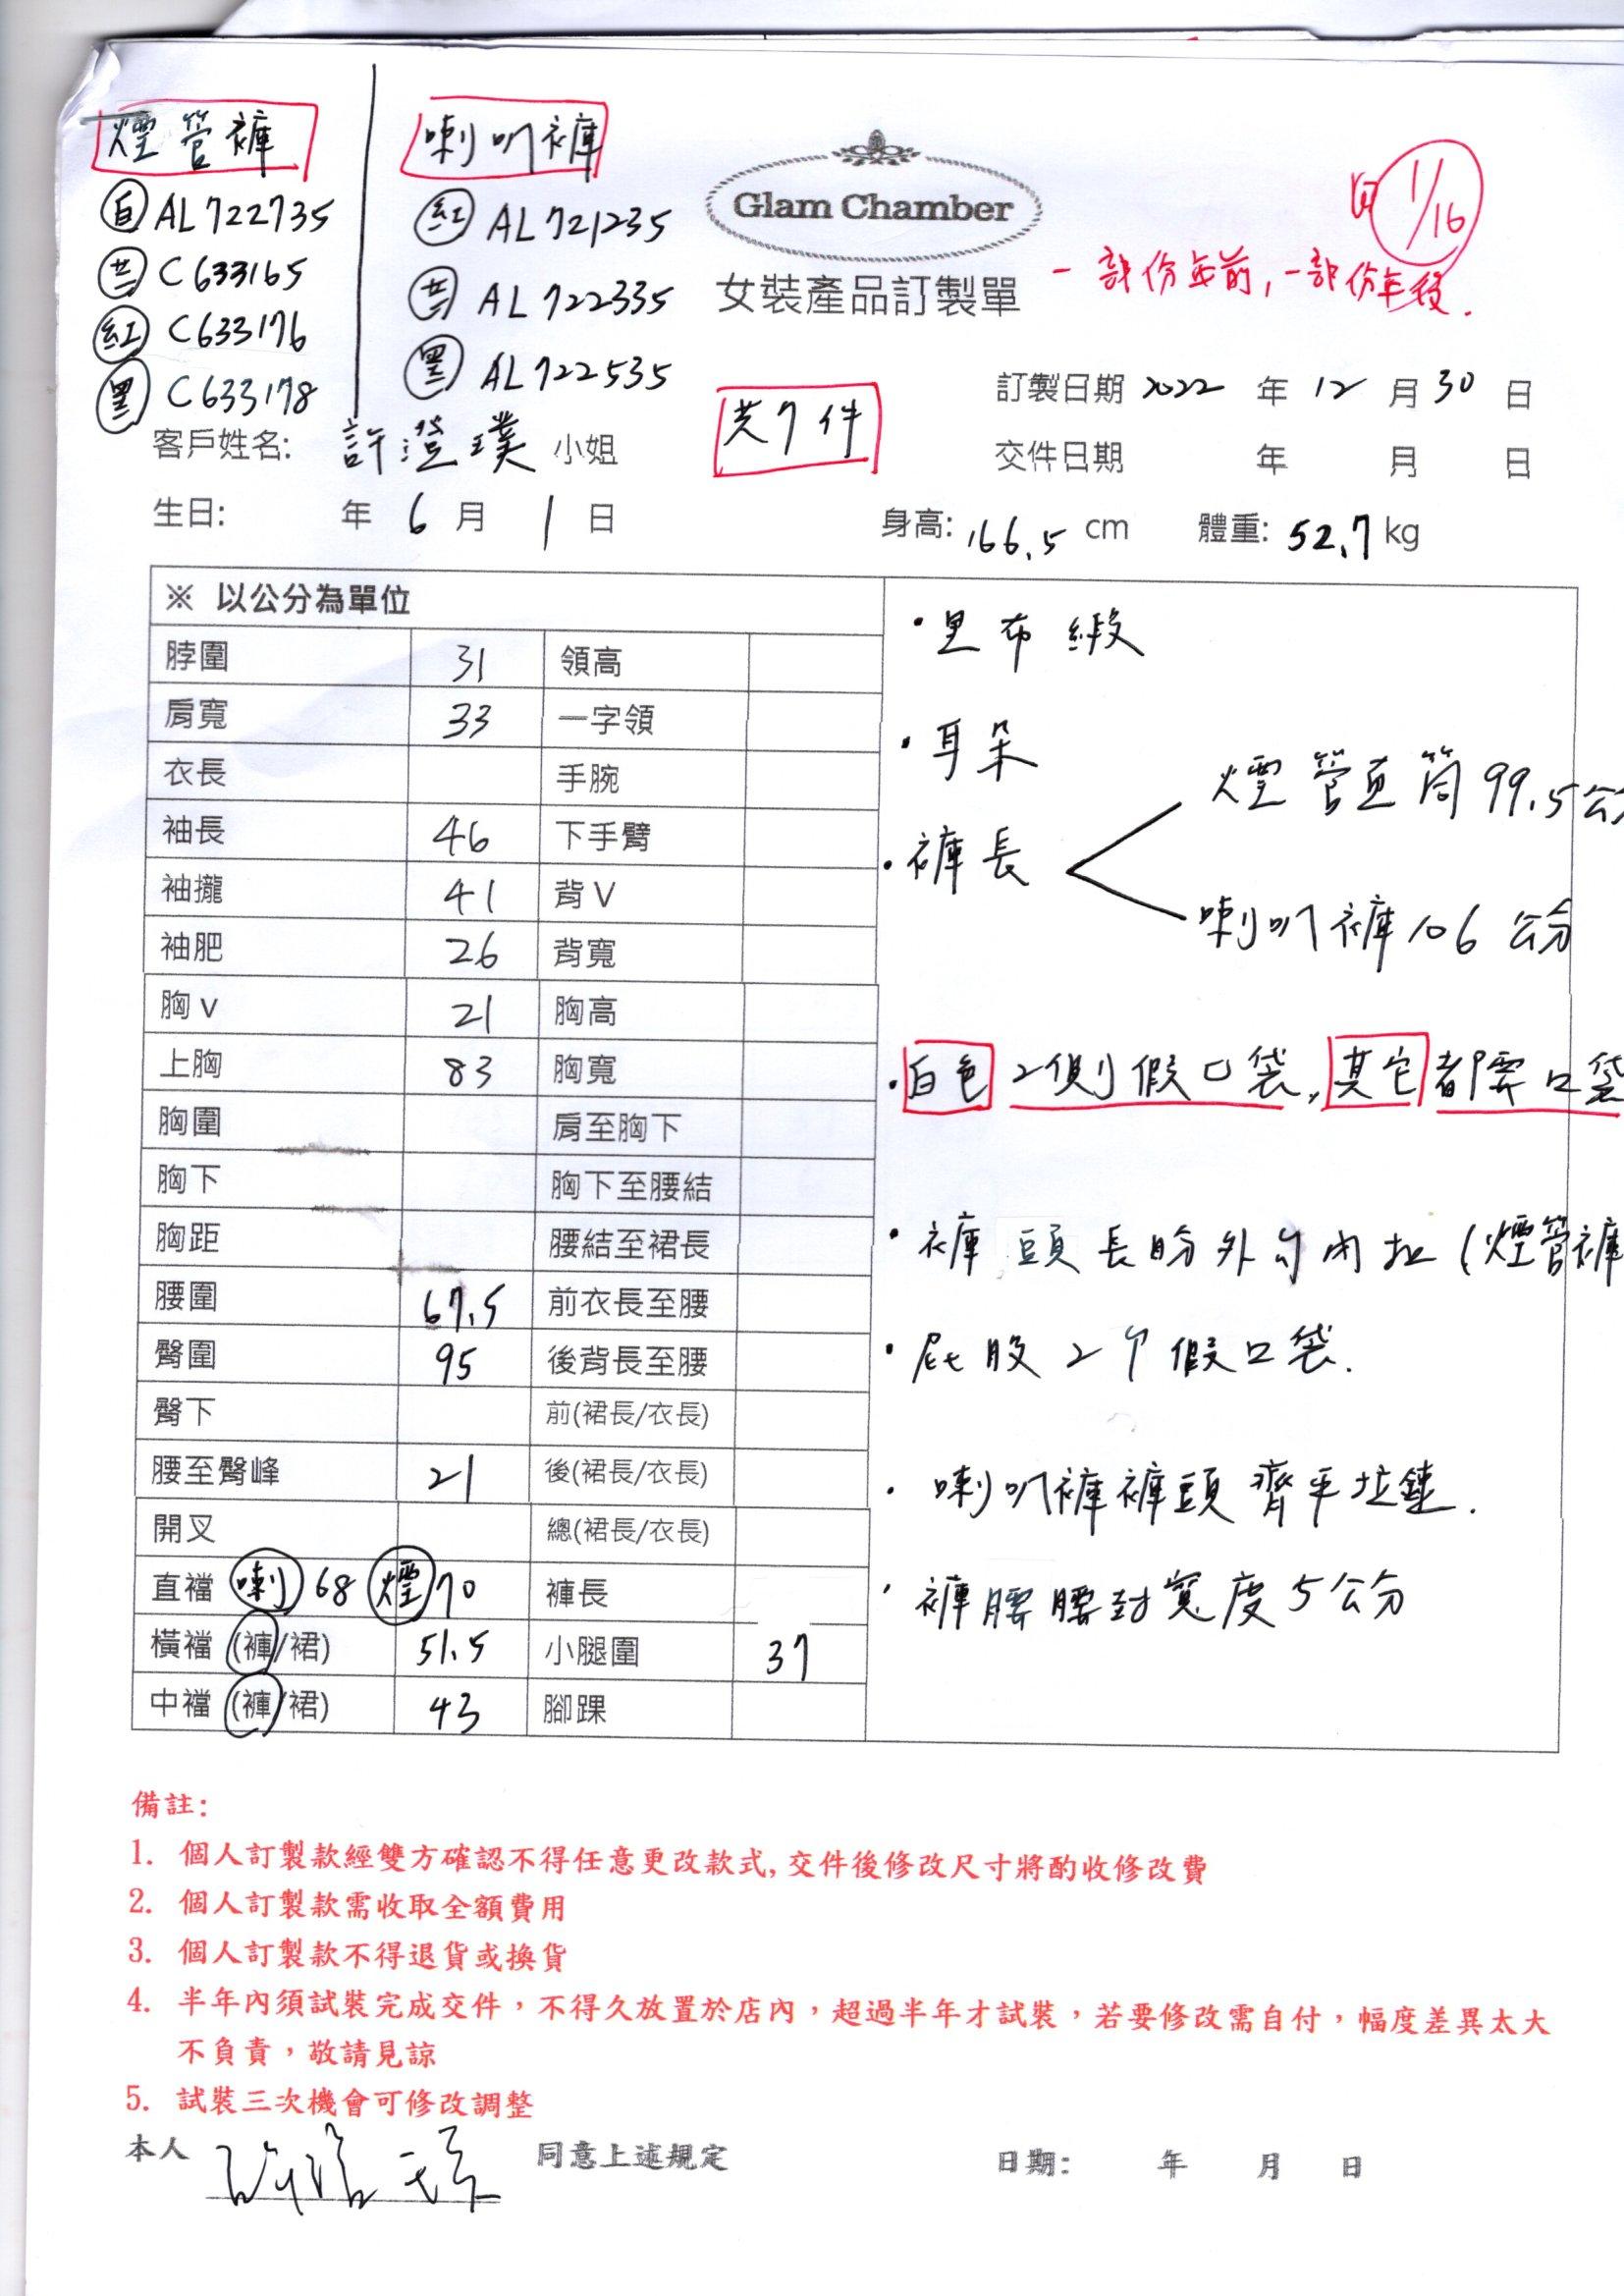 煙管褲
白 AL722735
C633165
紅 C633176
黑 C633178
喇叭褲
紅 AL721235
AL722335
黑 AL722535
Glam Chamber
女裝產品訂製單
1/16
一部份年前,一部份年後.
共7件
訂製日期 2022 年 12 月 30 日
交件日期 年 月 日
客戶姓名: 許澄璞 小姐
生日: 年 6 月 1 日
身高: 166.5 cm 體重: 52.7 kg
※ 以公分為單位
脖圍 31 領高
肩寬 33 一字領
衣長 手腕
袖長 46 下手臂
袖攏 41 背V
袖肥 26 背寬
胸v 21 胸高
上胸 83 胸寬
胸圍 肩至胸下
胸下 胸下至腰結
胸距 腰結至裙長
腰圍 67.5 前衣長至腰
臀圍 95 後背長至腰
臀下 前(裙長/衣長)
腰至臀峰 21 後(裙長/衣長)
開叉 總(裙長/衣長)
直襠 喇 68 煙 70 褲長
橫襠 (褲/裙) 51.5 小腿圍 37
中襠 (褲/裙) 43 腳踝
·里布緞
·耳朵
·褲長 煙管直筒99.5公分
喇叭褲106公分
·白色2側假口袋,其它都需口袋
·褲頭長肳外勾內扣(煙管褲
·屁股2个假口袋.
·喇叭褲褲頭齊平拉鏈.
·褲腰腰封寬度5公分
備註:
1. 個人訂製款經雙方確認不得任意更改款式,交件後修改尺寸將酌收修改費
2. 個人訂製款需收取全額費用
3. 個人訂製款不得退貨或換貨
4. 半年內須試裝完成交件，不得久放置於店內，超過半年才試裝，若要修改需自付，幅度差異太大
不負責，敬請見諒
5. 試裝三次機會可修改調整
本人 同意上述規定 日期: 年 月 日